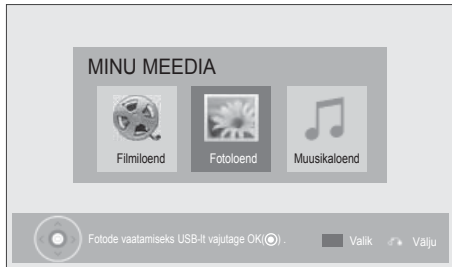 MINU MEEDIA
Filmiloend Fotoloend Muusikaloend
Fotode vaatamiseks USB-lt vajutage OK(◉) . Valik Välju